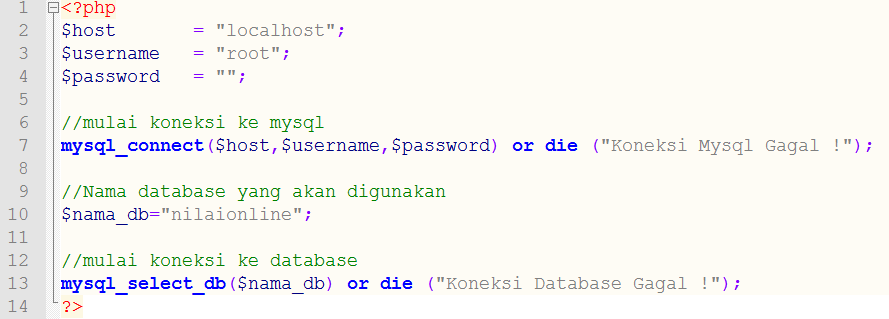 1 <?php
2 $host       = "localhost";
3 $username   = "root";
4 $password   = "";
5
6 //mulai koneksi ke mysql
7 mysql_connect($host,$username,$password) or die ("Koneksi Mysql Gagal !");
8
9 //Nama database yang akan digunakan
10 $nama_db="nilaionline";
11
12 //mulai koneksi ke database
13 mysql_select_db($nama_db) or die ("Koneksi Database Gagal !");
14 ?>